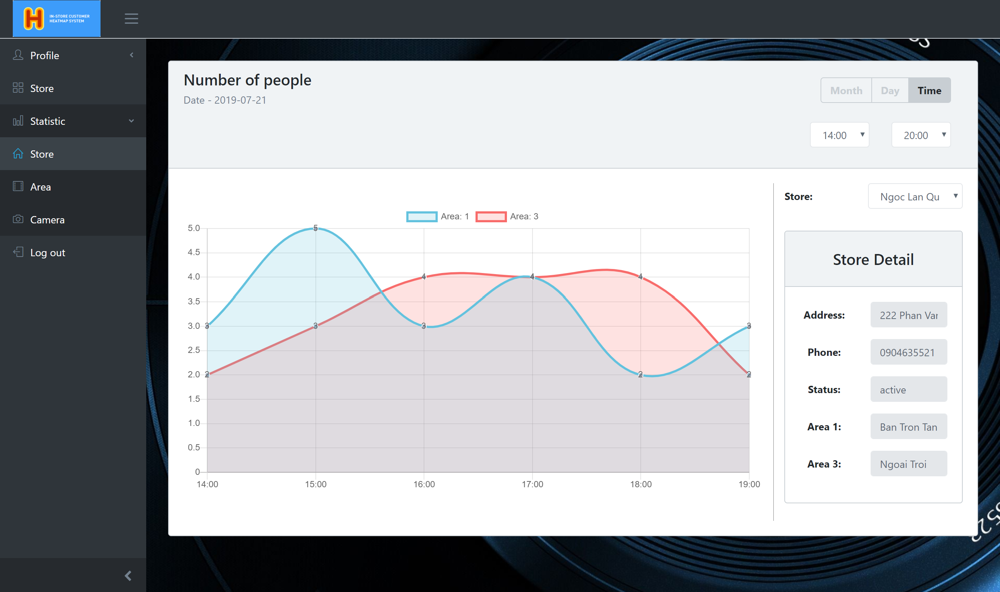 IN-STORE CUSTOMER
HEATMAP SYSTEM
Profile
Store
Statistic
Store
Area
Camera
Log out
Number of people
Date - 2019-07-21
Month Day Time
14:00 20:00
Area: 1 Area: 3
5.0
4.5
4.0
3.5
3.0
2.5
2.0
1.5
1.0
0.5
0
3 5 3 4 2 3
2 3 4 4 4 2
14:00 15:00 16:00 17:00 18:00 19:00
Store: Ngoc Lan Qu
Store Detail
Address: 222 Phan Var
Phone: 0904635521
Status: active
Area 1: Ban Tron Tan
Area 3: Ngoai Troi